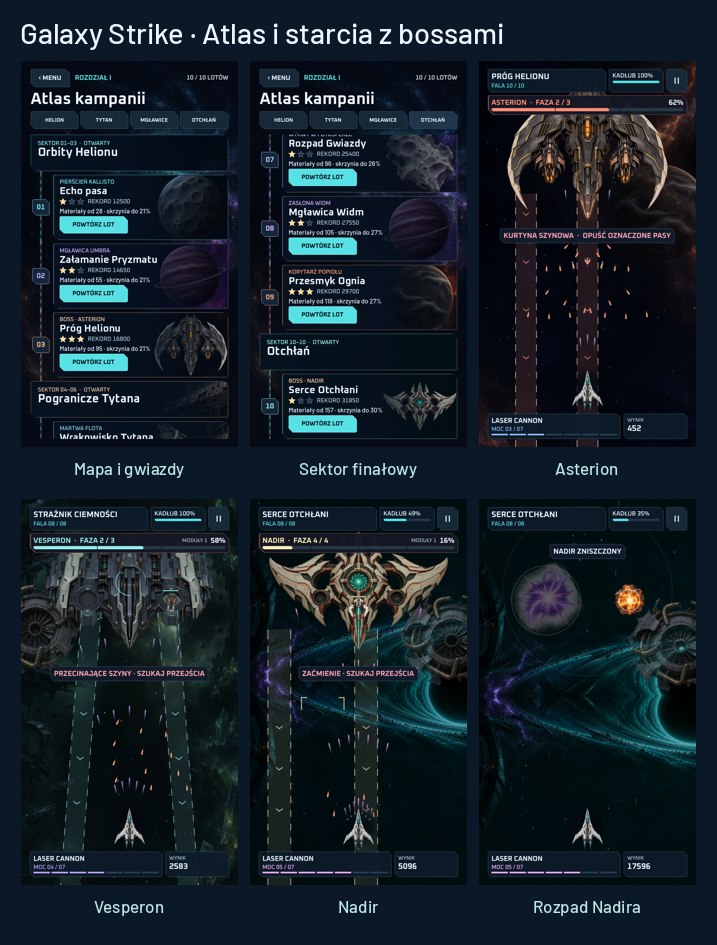 Galaxy Strike · Atlas i starcia z bossami
‹ MENU ROZDZIAŁ I 10 / 10 LOTÓW
Atlas kampanii
HELION TYTAN MGŁAWICE OTCHŁAŃ
SEKTOR 01–03 · OTWARTY
Orbity Helionu
PIERŚCIEŃ KALLISTO
01 Echo pasa
REKORD 12500
Materiały od 28 · skrzynia do 21%
POWTÓRZ LOT
MGŁAWICA UMBRA
02 Załamanie Pryzmatu
REKORD 14650
Materiały od 55 · skrzynia do 21%
POWTÓRZ LOT
BOSS · ASTERION
03 Próg Helionu
REKORD 16800
Materiały od 95 · skrzynia do 21%
POWTÓRZ LOT
SEKTOR 04–06 · OTWARTY
Pogranicze Tytana
MARTWA FLOTA
Wrakowisko Tytana
Mapa i gwiazdy
‹ MENU ROZDZIAŁ I 10 / 10 LOTÓW
Atlas kampanii
HELION TYTAN MGŁAWICE OTCHŁAŃ
07 Rozpad Gwiazdy
REKORD 25400
Materiały od 96 · skrzynia do 26%
POWTÓRZ LOT
ZASŁONA WIDM
08 Mgławica Widm
REKORD 27550
Materiały od 105 · skrzynia do 27%
POWTÓRZ LOT
KORYTARZ POPIOŁU
09 Przesmyk Ognia
REKORD 29700
Materiały od 118 · skrzynia do 27%
POWTÓRZ LOT
SEKTOR 10–10 · OTWARTY
Otchłań
BOSS · NADIR
10 Serce Otchłani
REKORD 31850
Materiały od 157 · skrzynia do 30%
POWTÓRZ LOT
Sektor finałowy
PRÓG HELIONU KADŁUB 100%
FALA 10 / 10
ASTERION · FAZA 2 / 3 62%
KURTYNA SZYNOWA · OPUŚĆ OZNACZONE PASY
LASER CANNON WYNIK
MOC 03 / 07 452
Asterion
STRAŻNIK CIEMNOŚCI KADŁUB 100%
FALA 08 / 08
VESPERON · FAZA 2 / 3 MODUŁY 1 58%
PRZECINAJĄCE SZYNY · SZUKAJ PRZEJŚCIA
LASER CANNON WYNIK
MOC 04 / 07 2583
Vesperon
SERCE OTCHŁANI KADŁUB 49%
FALA 08 / 08
NADIR · FAZA 4 / 4 MODUŁY 1 16%
ZAĆMIENIE · SZUKAJ PRZEJŚCIA
LASER CANNON WYNIK
MOC 05 / 07 5096
Nadir
SERCE OTCHŁANI KADŁUB 35%
FALA 08 / 08
NADIR ZNISZCZONY
LASER CANNON WYNIK
MOC 05 / 07 17596
Rozpad Nadira